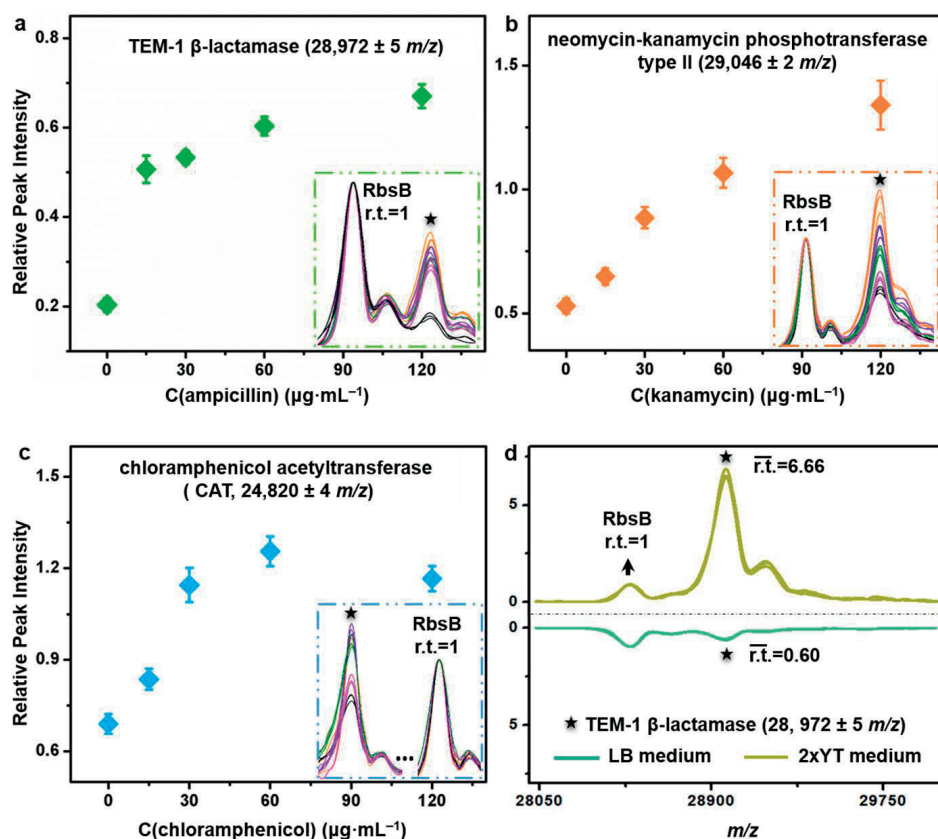 a
TEM-1 β-lactamase (28,972 ± 5 m/z)
0.8
0.6
0.4
0.2
Relative Peak Intensity
RbsB
r.t.=1
★
0 30 60 90 120
C(ampicillin) (µg·mL⁻¹)
b
neomycin-kanamycin phosphotransferase
type II (29,046 ± 2 m/z)
1.5
1.0
0.5
Relative Peak Intensity
RbsB
r.t.=1
★
0 30 60 90 120
C(kanamycin) (µg·mL⁻¹)
c
chloramphenicol acetyltransferase
( CAT, 24,820 ± 4 m/z)
1.5
1.2
0.9
0.6
Relative Peak Intensity
★
RbsB
r.t.=1
...
0 30 60 90 120
C(chloramphenicol) (µg·mL⁻¹)
d
★ r.t.=6.66
RbsB
r.t.=1
5
0
0
5
★ r.t.=0.60
★ TEM-1 β-lactamase (28, 972 ± 5 m/z)
LB medium 2xYT medium
28050 28900 29750
m/z